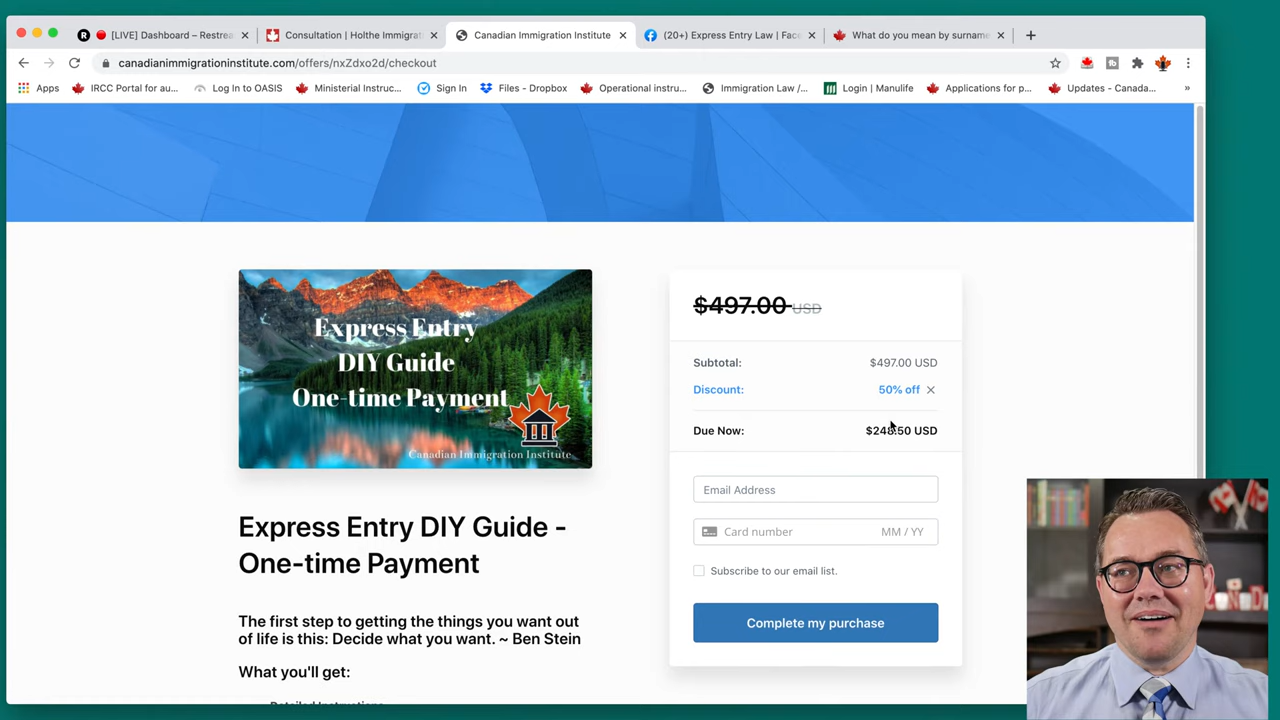 [LIVE] Dashboard – Restrea
Consultation | Holthe Immigrati
Canadian Immigration Institute
(20+) Express Entry Law | Face
What do you mean by surname
canadianimmigrationinstitute.com/offers/nxZdxo2d/checkout
Apps
IRCC Portal for au...
Log In to OASIS
Ministerial Instruc...
Sign In
Files - Dropbox
Operational instru...
Immigration Law /...
Login | Manulife
Applications for p...
Updates - Canada...
Express Entry
DIY Guide
One-time Payment
Canadian Immigration Institute
$497.00 USD
Subtotal: $497.00 USD
Discount: 50% off
Due Now: $248.50 USD
Email Address
Card number MM / YY
Subscribe to our email list.
Complete my purchase
Express Entry DIY Guide -
One-time Payment
The first step to getting the things you want out
of life is this: Decide what you want. ~ Ben Stein
What you'll get:
Detailed Instructions